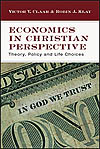 VICTOR V. CLAAR & ROBIN J. KLAY
ECONOMICS
IN CHRISTIAN
PERSPECTIVE
Theory, Policy and Life Choices
IN GOD WE TRUST